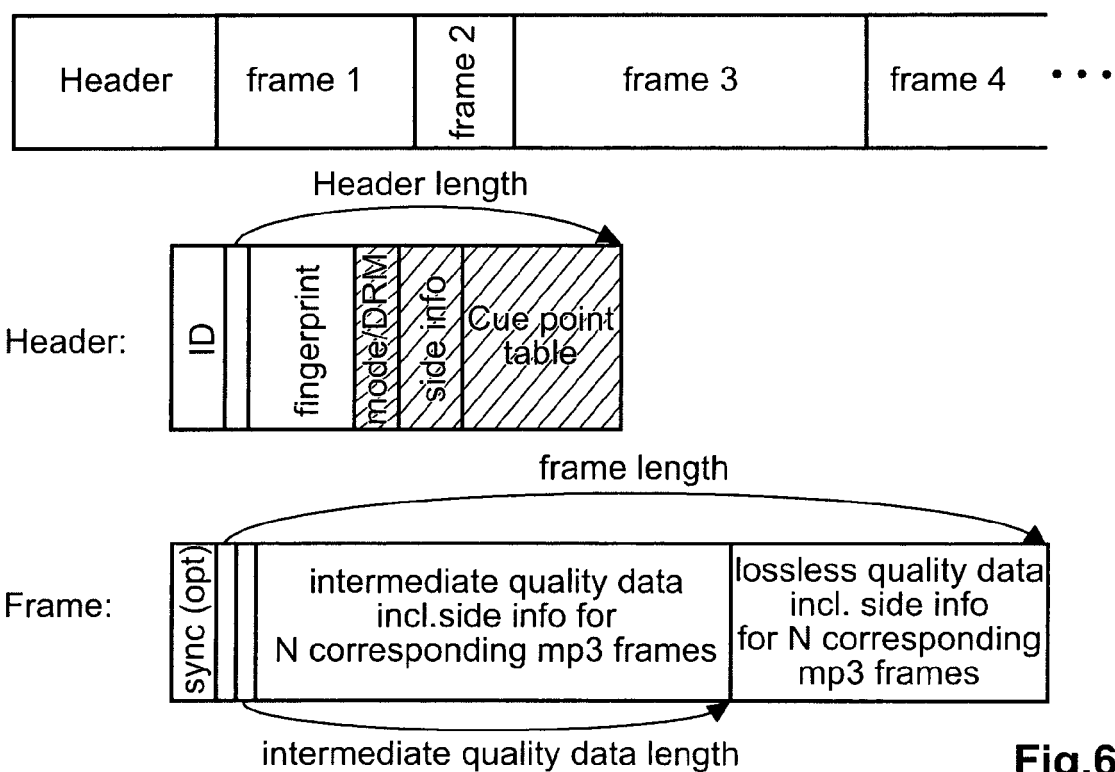 Header frame 1 frame 2 frame 3 frame 4 • • •
Header length
Header:
ID
fingerprint
mode/DRM
side info
Cue point
table
frame length
Frame:
sync (opt)
intermediate quality data
incl.side info for
N corresponding mp3 frames
lossless quality data
incl. side info
for N corresponding
mp3 frames
intermediate quality data length
Fig.6